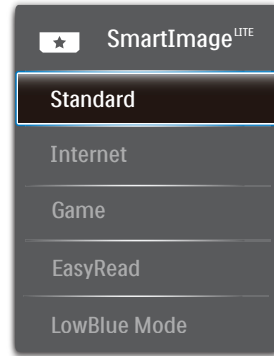 SmartImage LITE
Standard
Internet
Game
EasyRead
LowBlue Mode